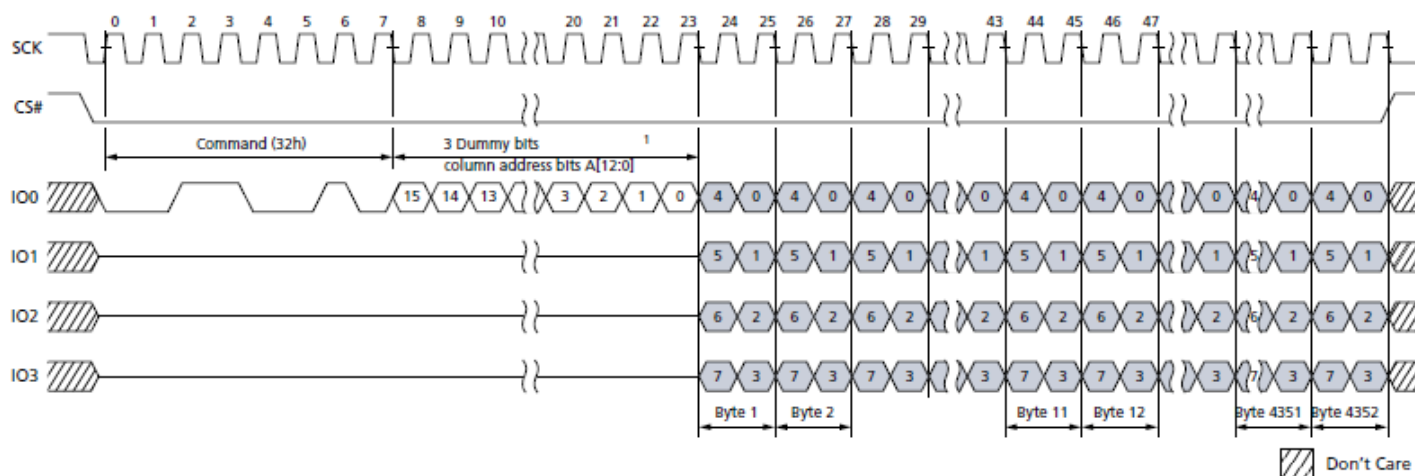 0 1 2 3 4 5 6 7 8 9 10 20 21 22 23 24 25 26 27 28 29 43 44 45 46 47
SCK
CS#
Command (32h) 3 Dummy bits 1
column address bits A[12:0]
IO0 15 14 13 3 2 1 0 4 0 4 0 4 0 0 4 0 4 0 0 4 0 4 0
IO1 5 1 5 1 5 1 1 5 1 5 1 1 5 1 5 1
IO2 6 2 6 2 6 2 2 6 2 6 2 2 6 2 6 2
IO3 7 3 7 3 7 3 3 7 3 7 3 3 7 3 7 3
Byte 1 Byte 2 Byte 11 Byte 12 Byte 4351 Byte 4352
Don't Care